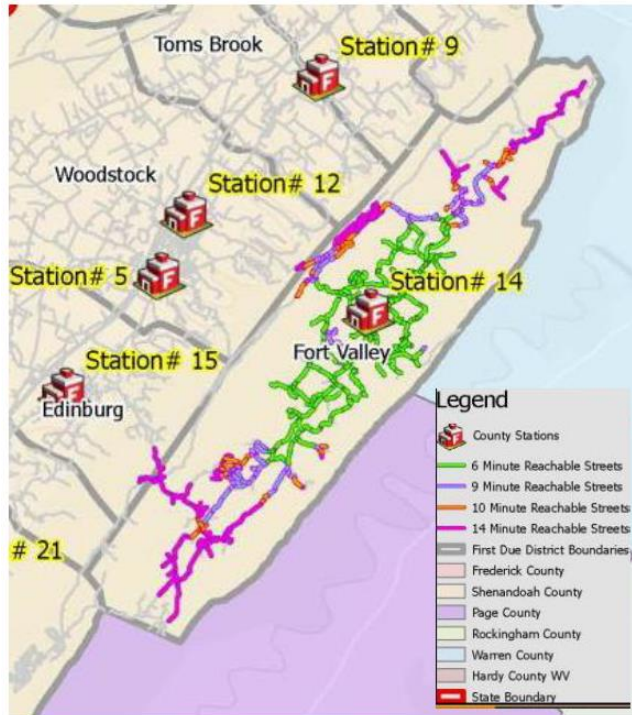 Toms Brook
Station# 9
Woodstock
Station# 12
Station# 5
Station# 14
Fort Valley
Station# 15
Edinburg
# 21
Legend
County Stations
6 Minute Reachable Streets
9 Minute Reachable Streets
10 Minute Reachable Streets
14 Minute Reachable Streets
First Due District Boundaries
Frederick County
Shenandoah County
Page County
Rockingham County
Warren County
Hardy County WV
State Boundary